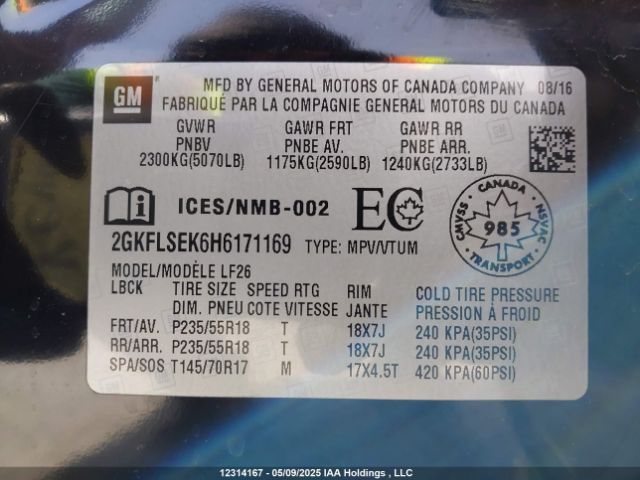 GM
MFD BY GENERAL MOTORS OF CANADA COMPANY 08/16
FABRIQUÉ PAR LA COMPAGNIE GENERAL MOTORS DU CANADA
GVWR GAWR FRT GAWR RR
PNBV PNBE AV. PNBE ARR.
2300KG(5070LB) 1175KG(2590LB) 1240KG(2733LB)
i ICES/NMB-002 EC
CANADA
CMVSS 985 NSVAC
TRANSPORT
2GKFLSEK6H6171169 TYPE: MPV/VTUM
MODEL/MODÈLE LF26
LBCK TIRE SIZE SPEED RTG RIM COLD TIRE PRESSURE
DIM. PNEU COTE VITESSE JANTE PRESSION À FROID
FRT/AV. P235/55R18 T 18X7J 240 KPA(35PSI)
RR/ARR. P235/55R18 T 18X7J 240 KPA(35PSI)
SPA/SOS T145/70R17 M 17X4.5T 420 KPA(60PSI)
12314167 - 05/09/2025 IAA Holdings , LLC